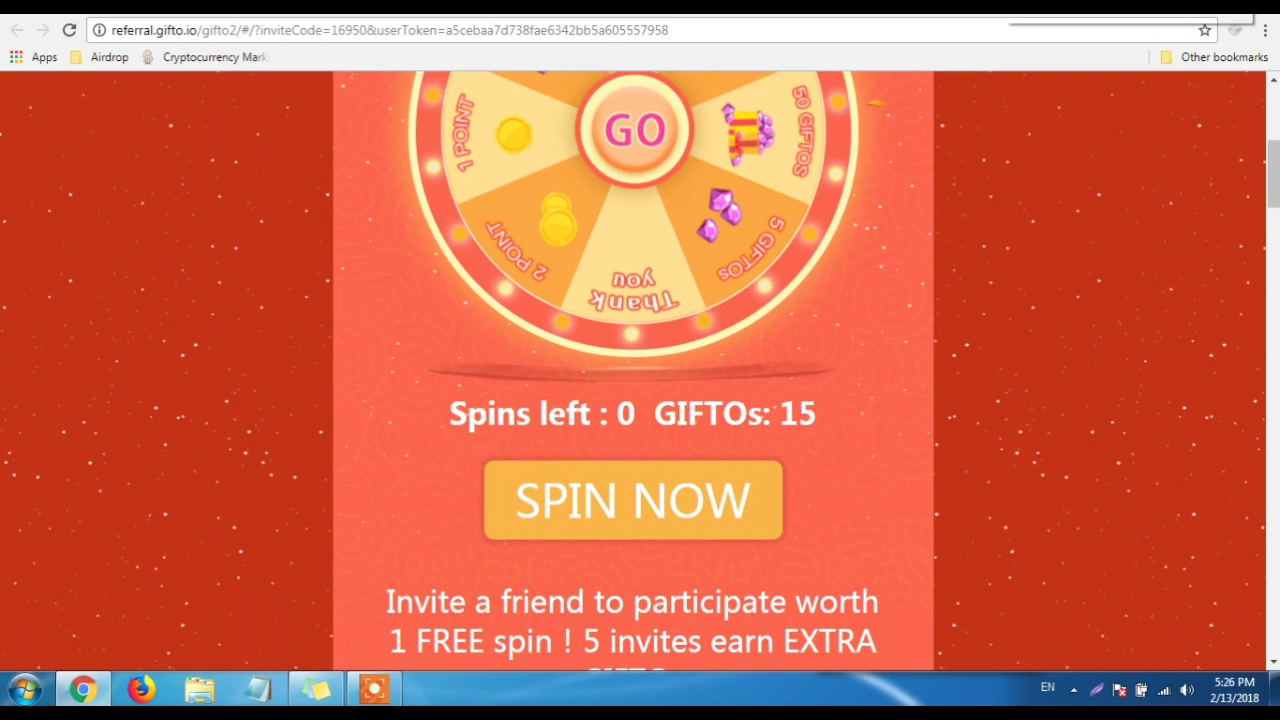 referral.gifto.io/gifto2/#/?inviteCode=16950&userToken=a5cebaa7d738fae6342bb5a605557958
Apps Airdrop Cryptocurrency Mark Other bookmarks
GO
1 POINT
50 GIFTOS
2 POINT
5 GIFTOS
Thank
you
Spins left : 0 GIFTOs: 15
SPIN NOW
Invite a friend to participate worth
1 FREE spin ! 5 invites earn EXTRA
EN
5:26 PM
2/13/2018